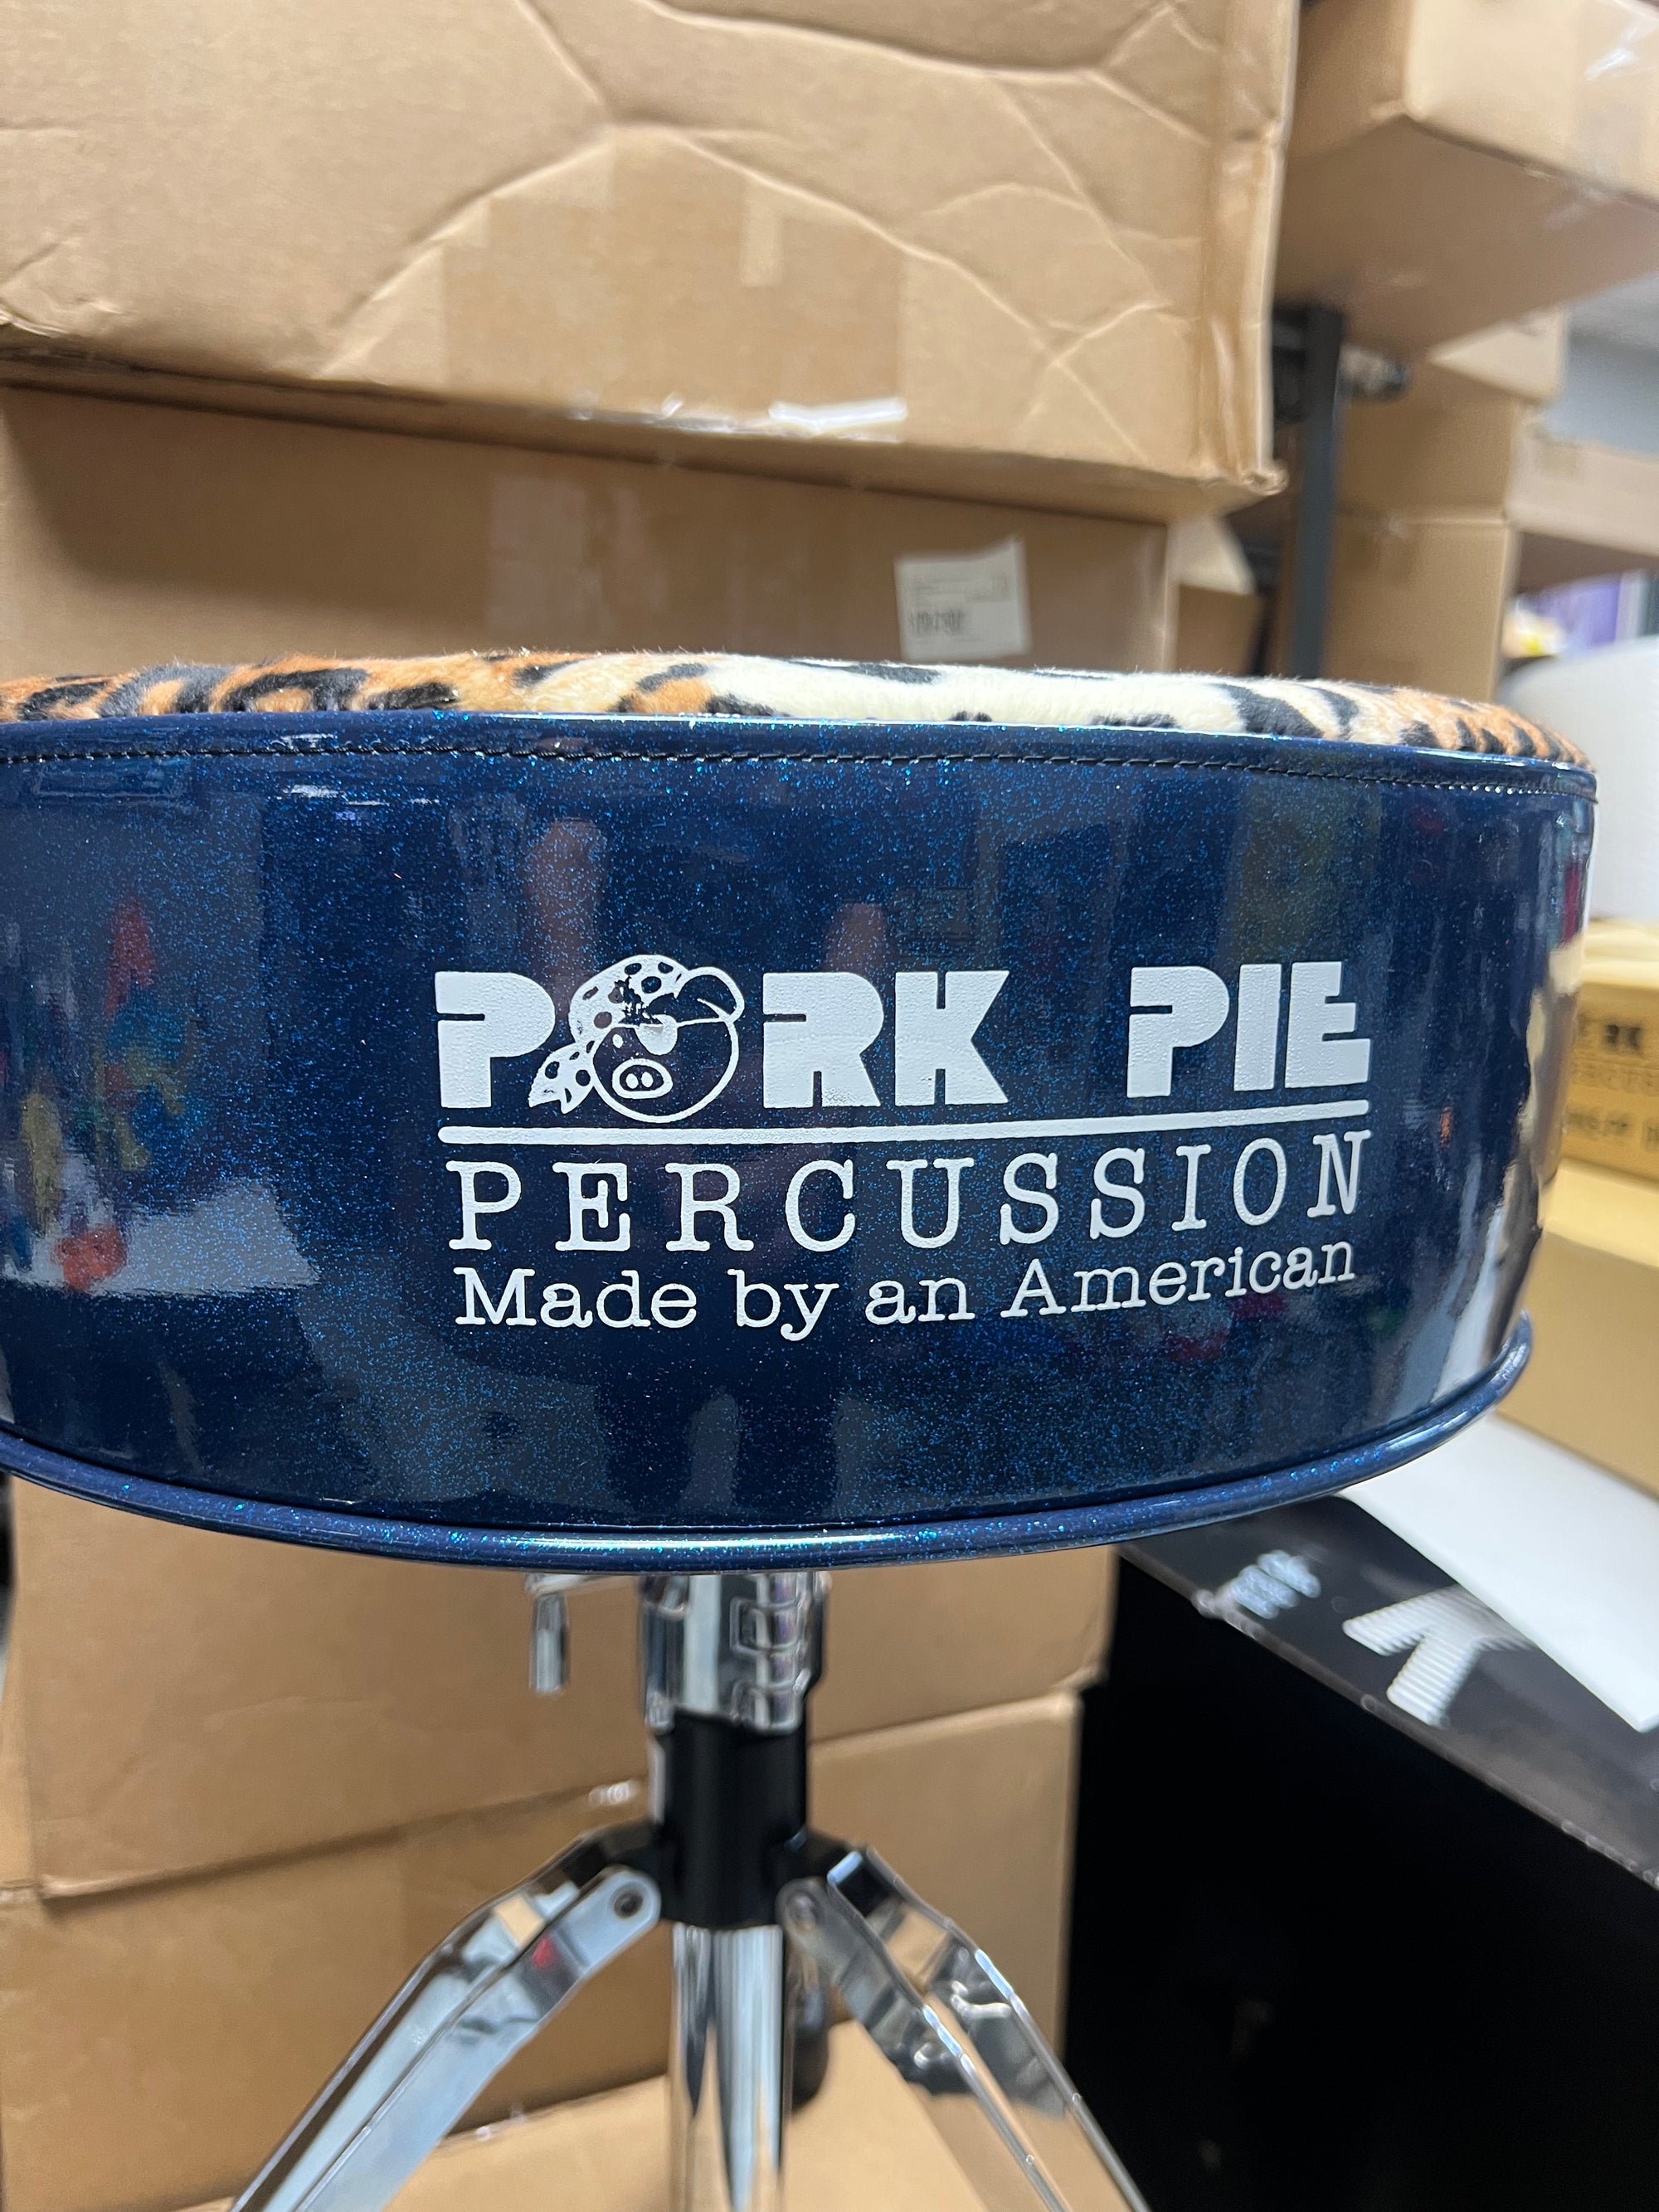 PORK PIE
PERCUSSION
Made by an American
K